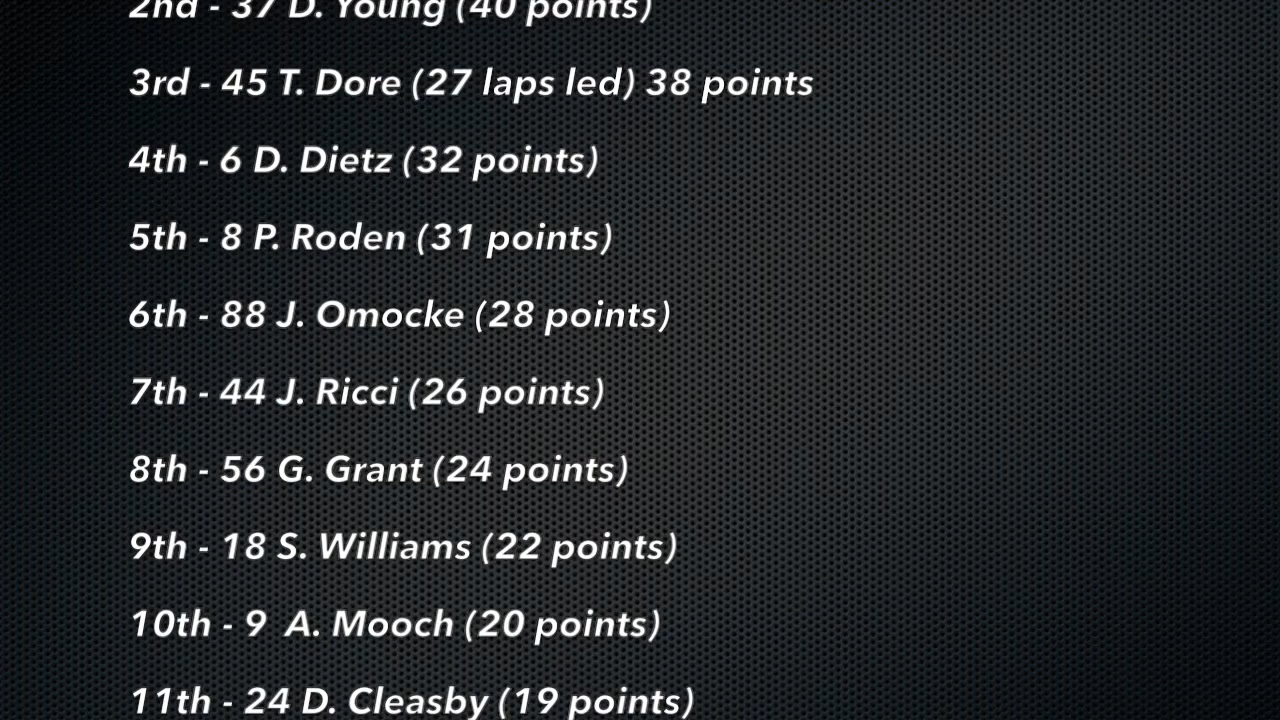 2nd - 37 D. Young (40 points)
3rd - 45 T. Dore (27 laps led) 38 points
4th - 6 D. Dietz (32 points)
5th - 8 P. Roden (31 points)
6th - 88 J. Omocke (28 points)
7th - 44 J. Ricci (26 points)
8th - 56 G. Grant (24 points)
9th - 18 S. Williams (22 points)
10th - 9  A. Mooch (20 points)
11th - 24 D. Cleasby (19 points)